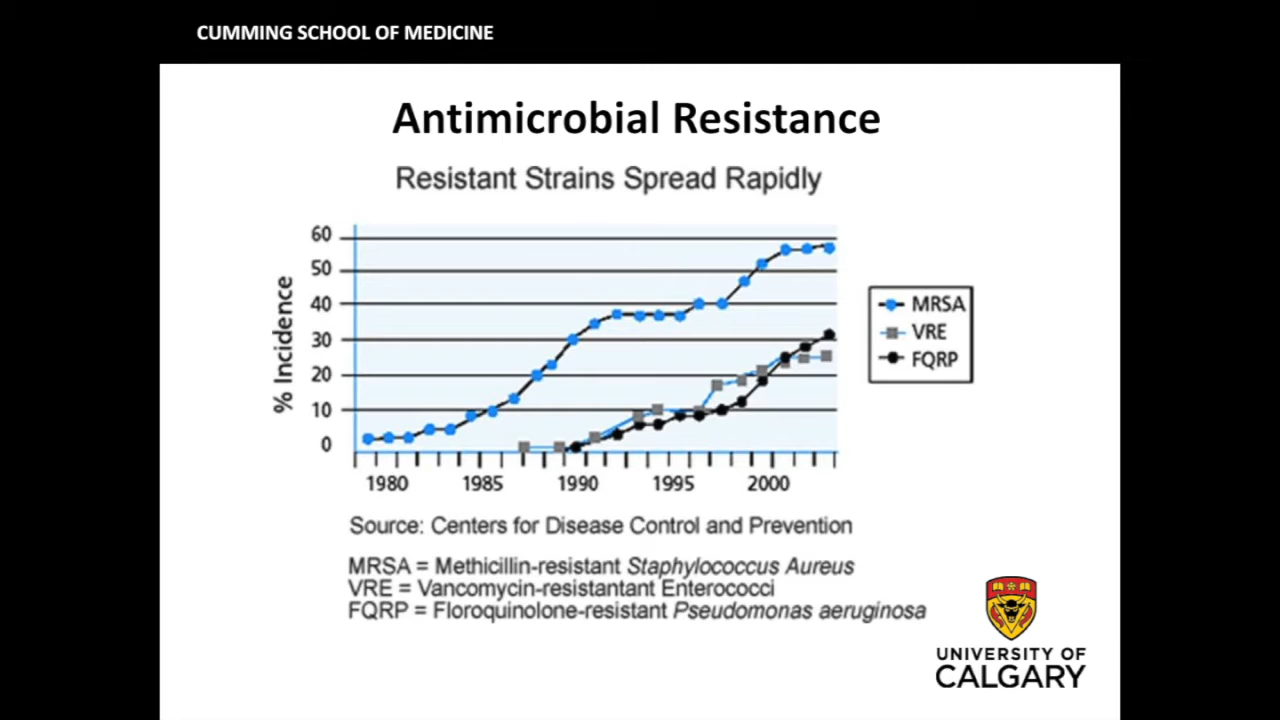 CUMMING SCHOOL OF MEDICINE
Antimicrobial Resistance
Resistant Strains Spread Rapidly
% Incidence
60
50
40
30
20
10
0
1980 1985 1990 1995 2000
MRSA
VRE
FQRP
Source: Centers for Disease Control and Prevention
MRSA = Methicillin-resistant Staphylococcus Aureus
VRE = Vancomycin-resistantant Enterococci
FQRP = Floroquinolone-resistant Pseudomonas aeruginosa
UNIVERSITY OF
CALGARY